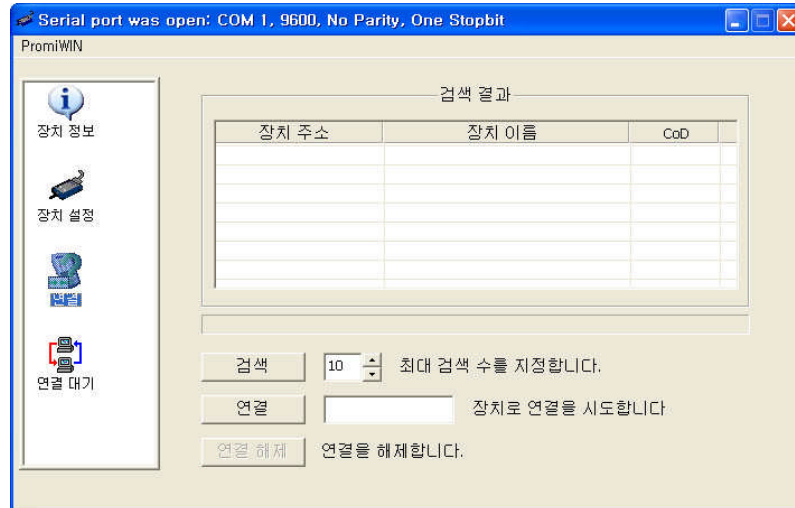 Serial port was open: COM 1, 9600, No Parity, One Stopbit
PromiWIN
장치 정보
장치 설정
연결
연결 대기
검색 결과
장치 주소 장치 이름 CoD
검색 10 최대 검색 수를 지정합니다.
연결 장치로 연결을 시도합니다
연결 해제 연결을 해제합니다.